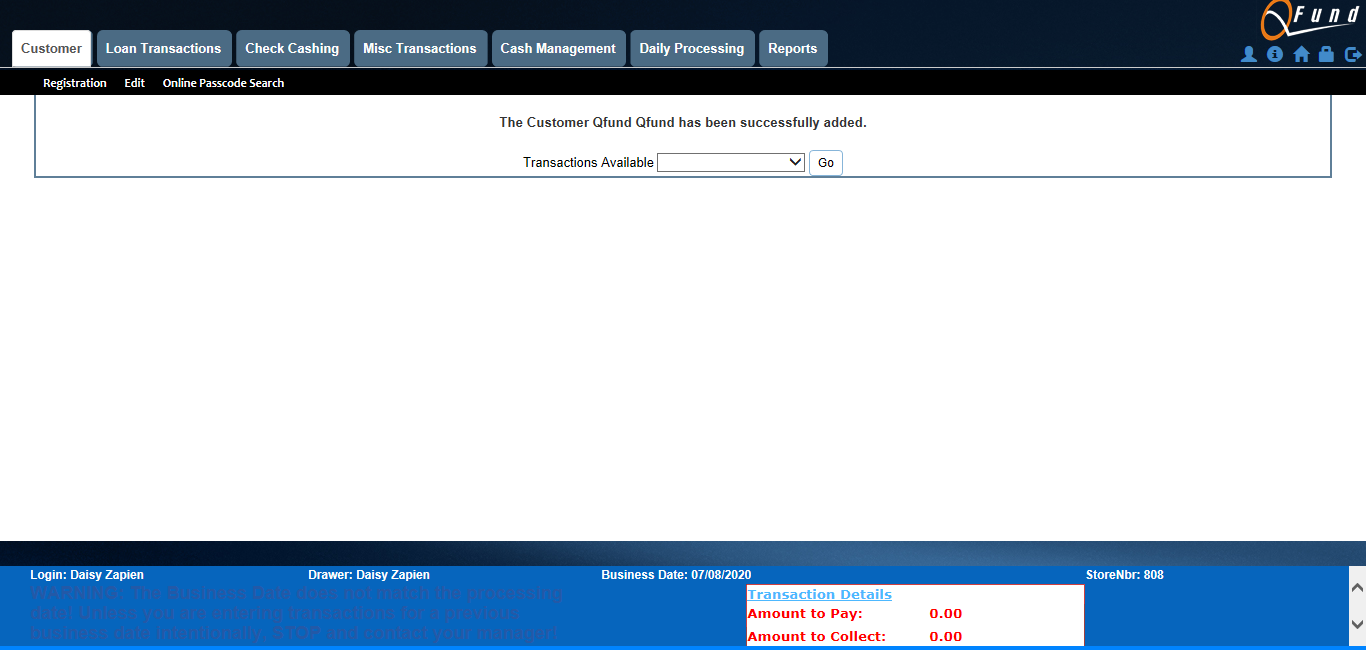 QFund
Customer Loan Transactions Check Cashing Misc Transactions Cash Management Daily Processing Reports
Registration Edit Online Passcode Search
The Customer Qfund Qfund has been successfully added.
Transactions Available Go
Login: Daisy Zapien Drawer: Daisy Zapien Business Date: 07/08/2020 StoreNbr: 808
WARNING: The Business Date does not match the processing
date! Unless you are entering transactions for a previous
business date intentionally, STOP and contact your manager!
Transaction Details
Amount to Pay: 0.00
Amount to Collect: 0.00